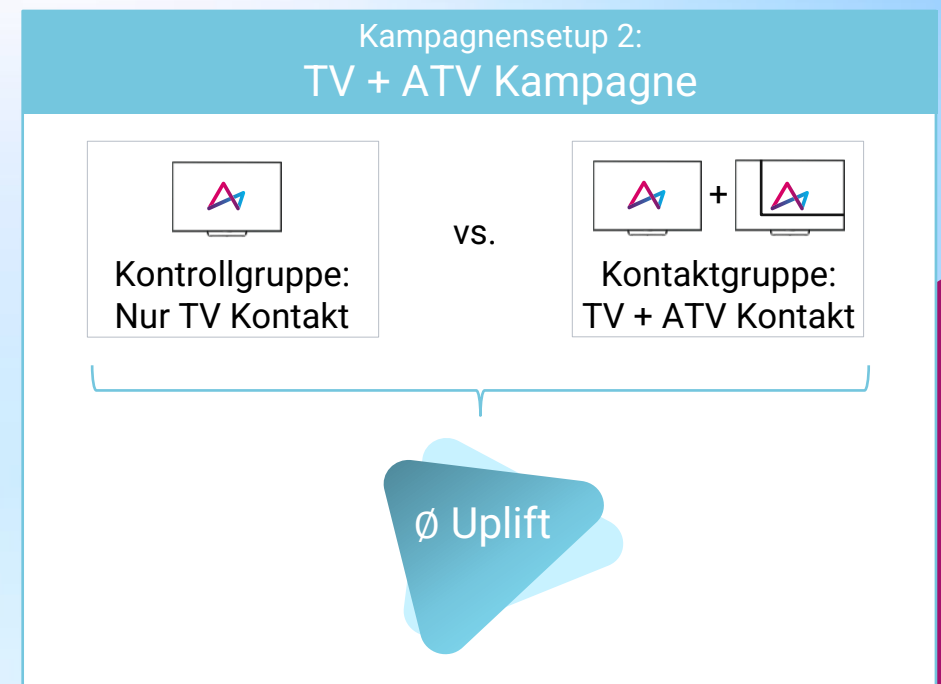 Kampagnensetup 2:
TV + ATV Kampagne
+
vs.
Kontrollgruppe:
Nur TV Kontakt
Kontaktgruppe:
TV + ATV Kontakt
Ø Uplift